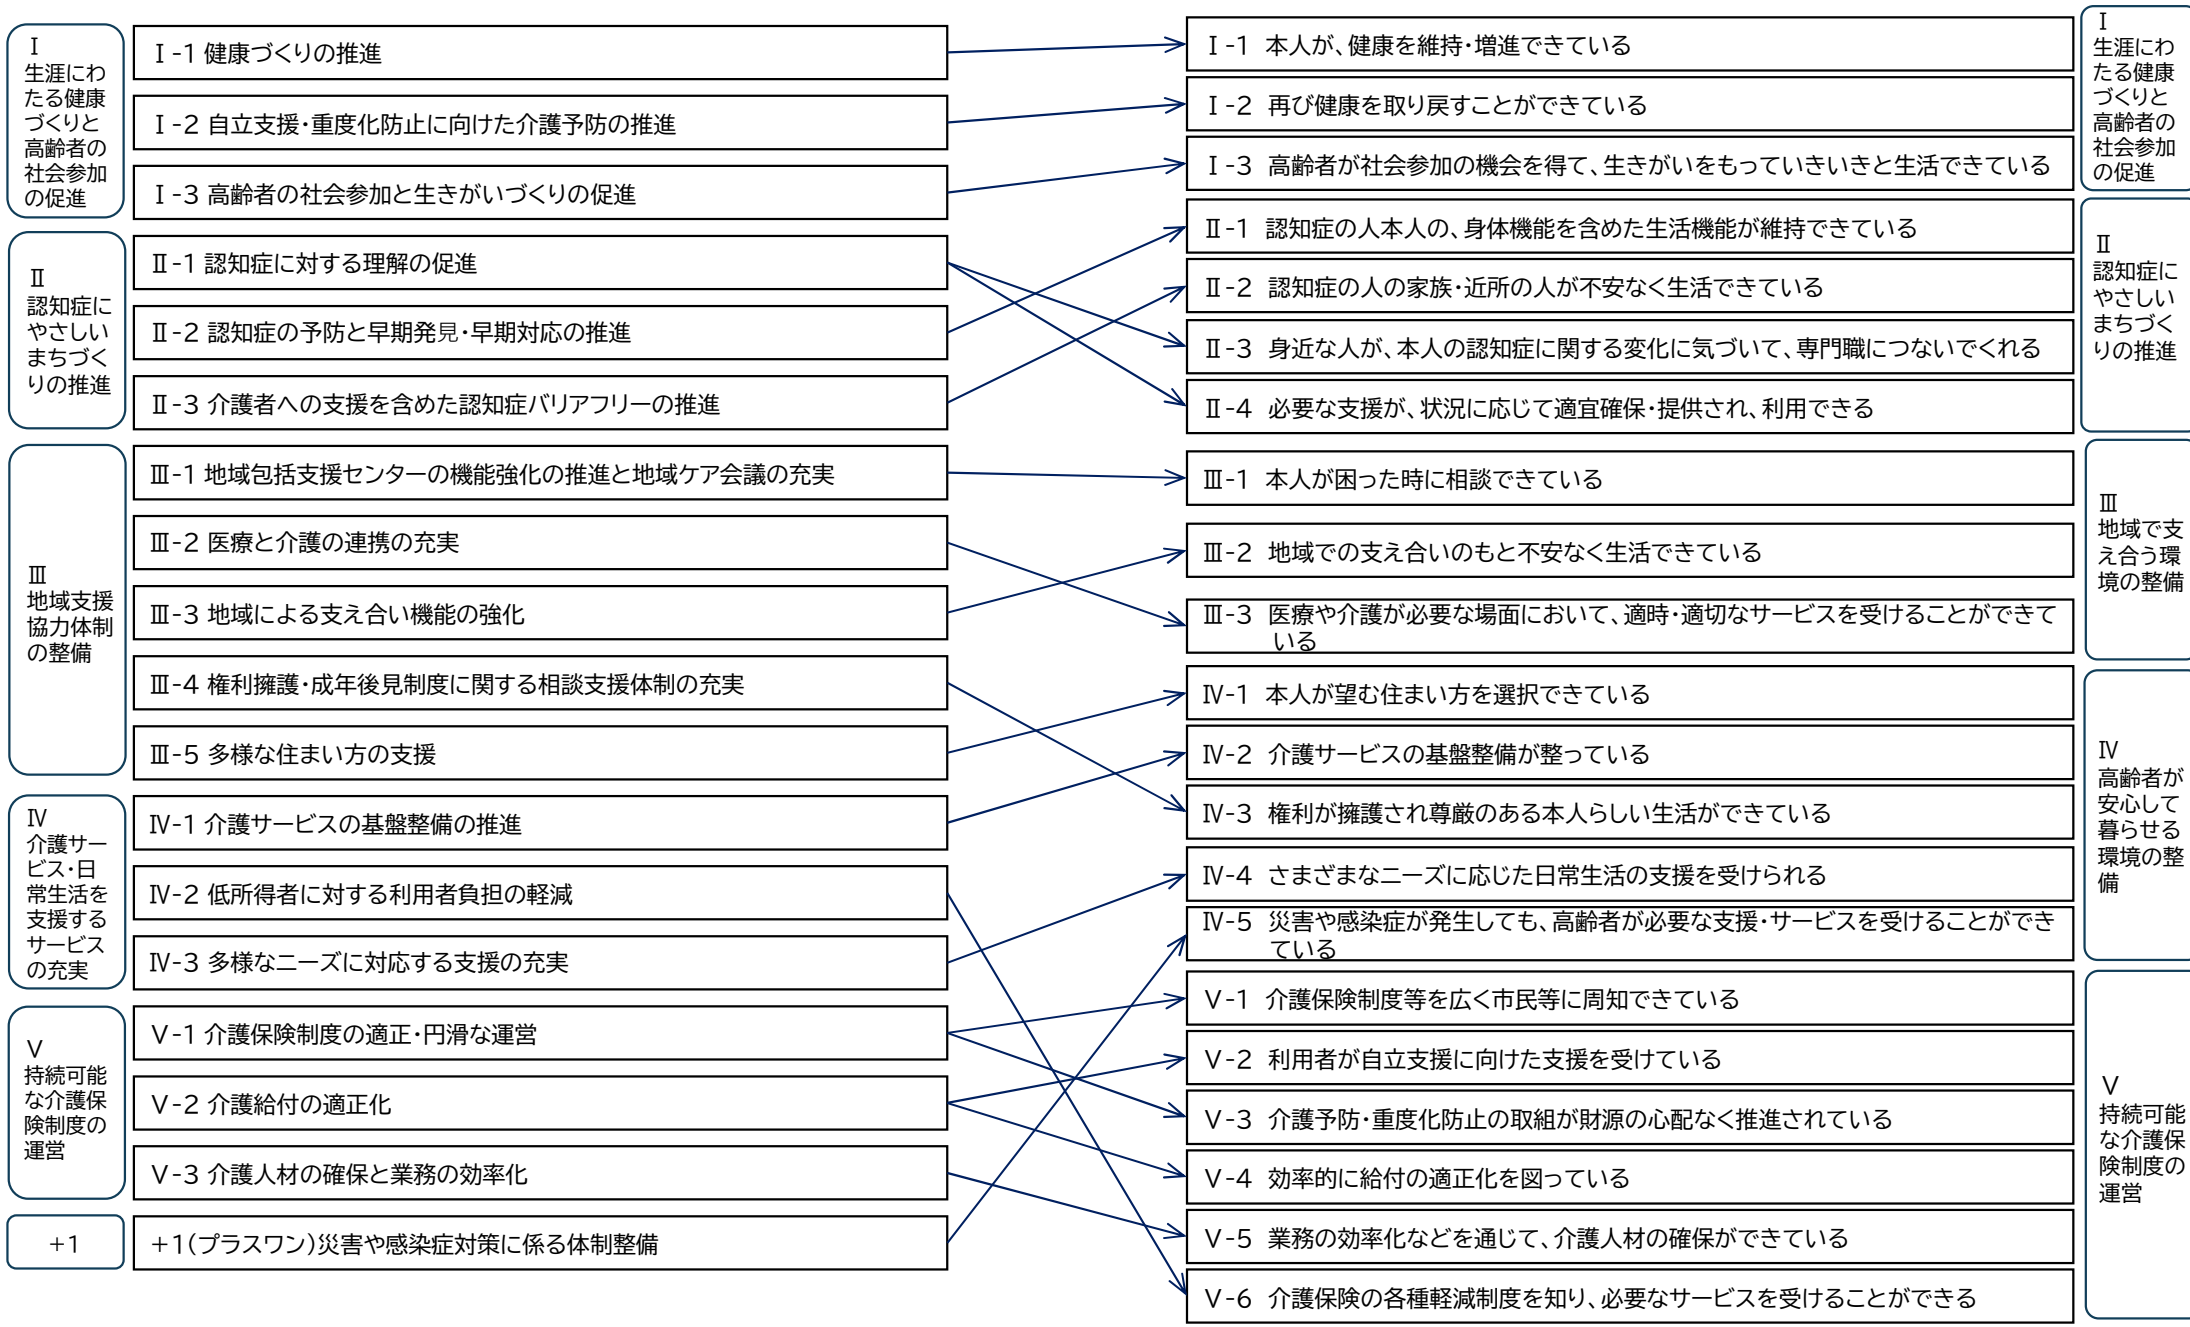 Ⅰ
生涯にわ
たる健康
づくりと
高齢者の
社会参加
の促進
Ⅰ-1 健康づくりの推進
Ⅰ-2 自立支援・重度化防止に向けた介護予防の推進
Ⅰ-3 高齢者の社会参加と生きがいづくりの促進
Ⅱ
認知症に
やさしい
まちづく
りの推進
Ⅱ-1 認知症に対する理解の促進
Ⅱ-2 認知症の予防と早期発見・早期対応の推進
Ⅱ-3 介護者への支援を含めた認知症バリアフリーの推進
Ⅲ
地域支援
協力体制
の整備
Ⅲ-1 地域包括支援センターの機能強化の推進と地域ケア会議の充実
Ⅲ-2 医療と介護の連携の充実
Ⅲ-3 地域による支え合い機能の強化
Ⅲ-4 権利擁護・成年後見制度に関する相談支援体制の充実
Ⅲ-5 多様な住まい方の支援
Ⅳ
介護サー
ビス・日
常生活を
支援する
サービス
の充実
Ⅳ-1 介護サービスの基盤整備の推進
Ⅳ-2 低所得者に対する利用者負担の軽減
Ⅳ-3 多様なニーズに対応する支援の充実
Ⅴ
持続可能
な介護保
険制度の
運営
Ⅴ-1 介護保険制度の適正・円滑な運営
Ⅴ-2 介護給付の適正化
Ⅴ-3 介護人材の確保と業務の効率化
+1
+1(プラスワン)災害や感染症対策に係る体制整備
Ⅰ-1 本人が、健康を維持・増進できている
Ⅰ-2 再び健康を取り戻すことができている
Ⅰ-3 高齢者が社会参加の機会を得て、生きがいをもっていきいきと生活できている
Ⅰ
生涯にわ
たる健康
づくりと
高齢者の
社会参加
の促進
Ⅱ-1 認知症の人本人の、身体機能を含めた生活機能が維持できている
Ⅱ-2 認知症の人の家族・近所の人が不安なく生活できている
Ⅱ-3 身近な人が、本人の認知症に関する変化に気づいて、専門職につないでくれる
Ⅱ-4 必要な支援が、状況に応じて適宜確保・提供され、利用できる
Ⅱ
認知症に
やさしい
まちづく
りの推進
Ⅲ-1 本人が困った時に相談できている
Ⅲ-2 地域での支え合いのもと不安なく生活できている
Ⅲ-3 医療や介護が必要な場面において、適時・適切なサービスを受けることができて
いる
Ⅲ
地域で支
え合う環
境の整備
Ⅳ-1 本人が望む住まい方を選択できている
Ⅳ-2 介護サービスの基盤整備が整っている
Ⅳ-3 権利が擁護され尊厳のある本人らしい生活ができている
Ⅳ-4 さまざまなニーズに応じた日常生活の支援を受けられる
Ⅳ-5 災害や感染症が発生しても、高齢者が必要な支援・サービスを受けることができ
ている
Ⅳ
高齢者が
安心して
暮らせる
環境の整
備
Ⅴ-1 介護保険制度等を広く市民等に周知できている
Ⅴ-2 利用者が自立支援に向けた支援を受けている
Ⅴ-3 介護予防・重度化防止の取組が財源の心配なく推進されている
Ⅴ-4 効率的に給付の適正化を図っている
Ⅴ-5 業務の効率化などを通じて、介護人材の確保ができている
Ⅴ-6 介護保険の各種軽減制度を知り、必要なサービスを受けることができる
Ⅴ
持続可能
な介護保
険制度の
運営